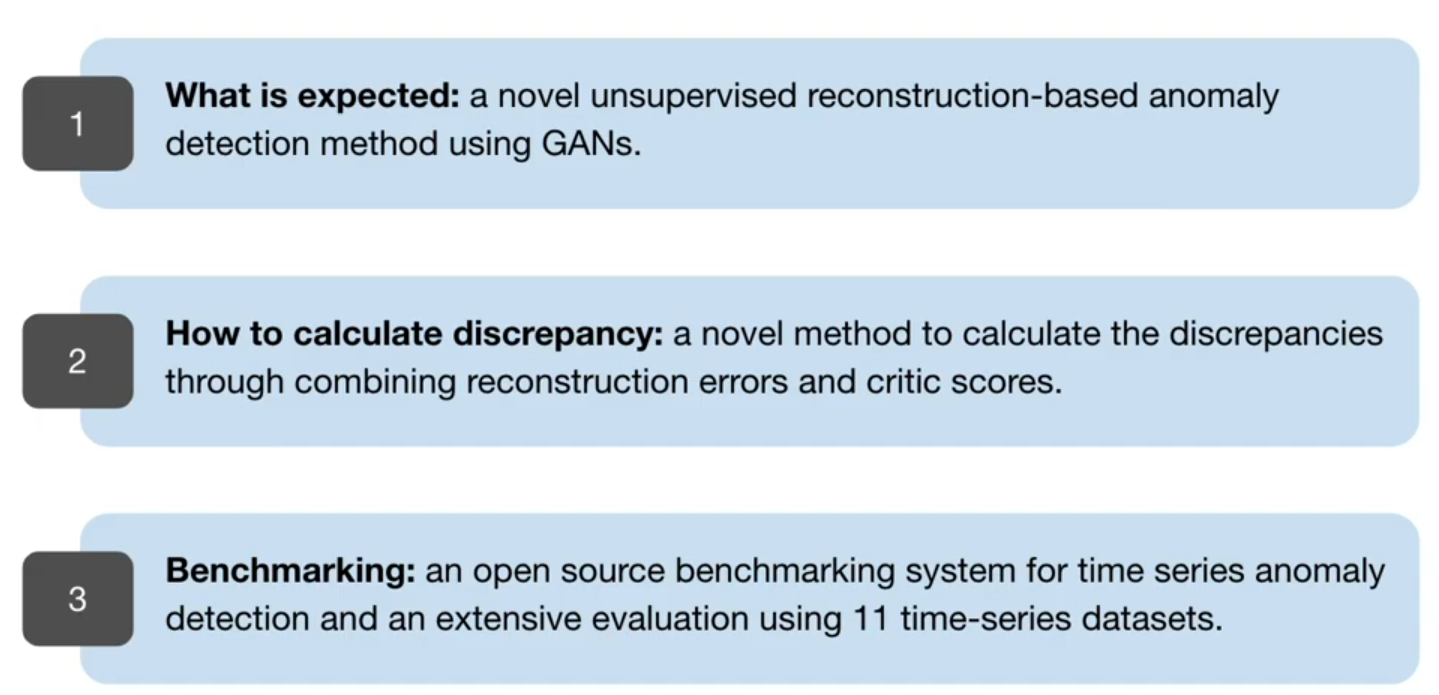 1
What is expected: a novel unsupervised reconstruction-based anomaly
detection method using GANs.
2
How to calculate discrepancy: a novel method to calculate the discrepancies
through combining reconstruction errors and critic scores.
3
Benchmarking: an open source benchmarking system for time series anomaly
detection and an extensive evaluation using 11 time-series datasets.